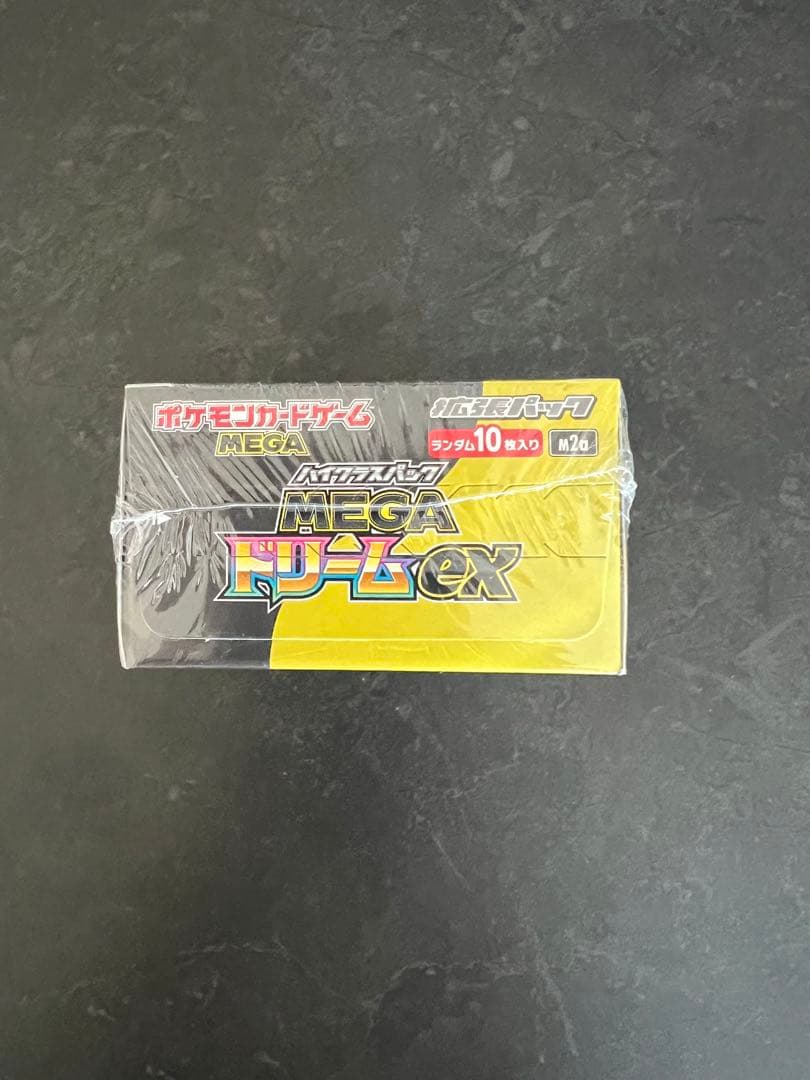 ポケモンカードゲーム
MEGA
拡張パック
ランダム10枚入り M2a
ハイクラスパック
MEGA
ドリームex